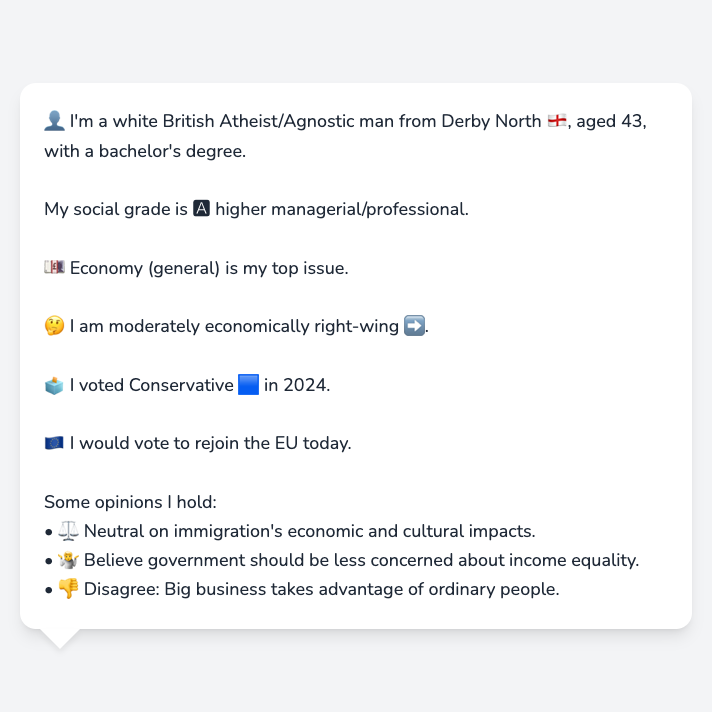 👤 I'm a white British Atheist/Agnostic man from Derby North 🏴󠁧󠁢󠁥󠁮󠁧󠁿, aged 43,
with a bachelor's degree.
My social grade is 🅰 higher managerial/professional.
💷 Economy (general) is my top issue.
🤔 I am moderately economically right-wing ➡️.
🗳️ I voted Conservative 🟦 in 2024.
🇪🇺 I would vote to rejoin the EU today.
Some opinions I hold:
• ⚖️ Neutral on immigration's economic and cultural impacts.
• 🤷 Believe government should be less concerned about income equality.
• 👎 Disagree: Big business takes advantage of ordinary people.